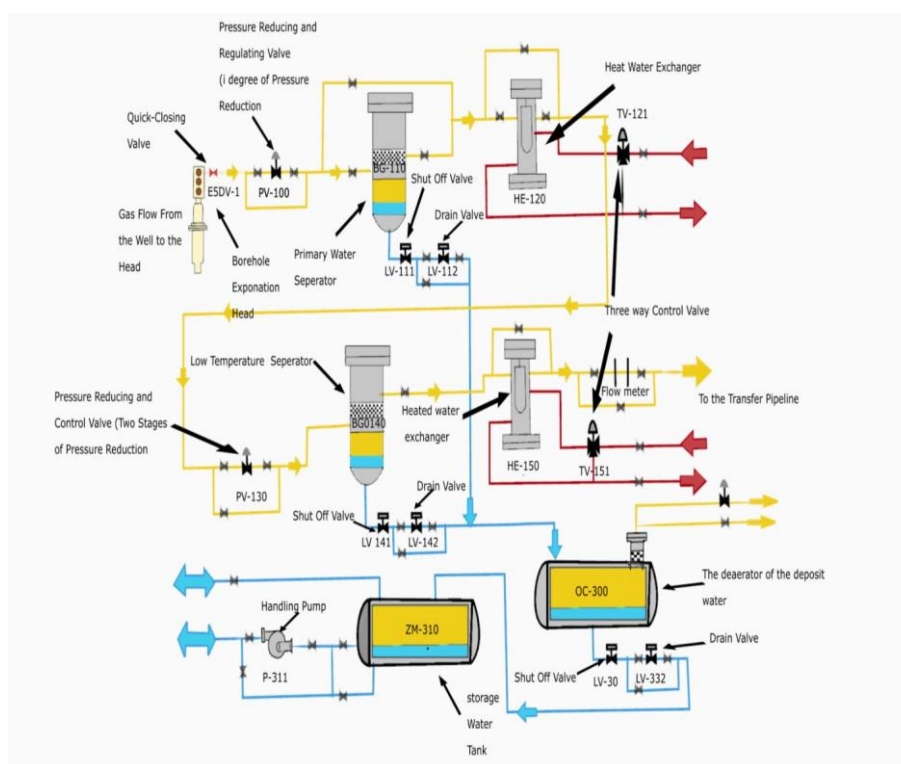 Pressure Reducing and
Regulating Valve
(i degree of Pressure
Reduction
Quick-Closing
Valve
E5DV-1
PV-100
Gas Flow From
the Well to the
Head
Borehole
Exponation
Head
BG-110
Primary Water
Seperator
Shut Off Valve
Drain Valve
LV-111
LV-112
Heat Water Exchanger
TV-121
HE-120
Three way Control Valve
Low Temperature Seperator
BG0140
Pressure Reducing and
Control Valve (Two Stages
of Pressure Reduction
PV-130
Heated water
exchanger
HE-150
Flow meter
To the Transfer Pipeline
TV-151
Drain Valve
Shut Off Valve
LV 141
LV-142
OC-300
The deaerator of the deposit
water
Handling Pump
P-311
ZM-310
storage
Water
Tank
Shut Off Valve
Drain Valve
LV-30
LV-332